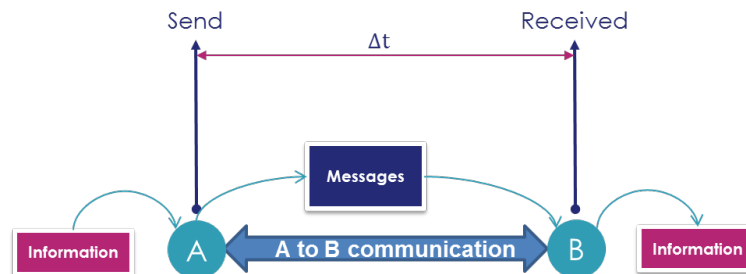 Send
Received
Δt
Messages
Information
A
A to B communication
B
Information